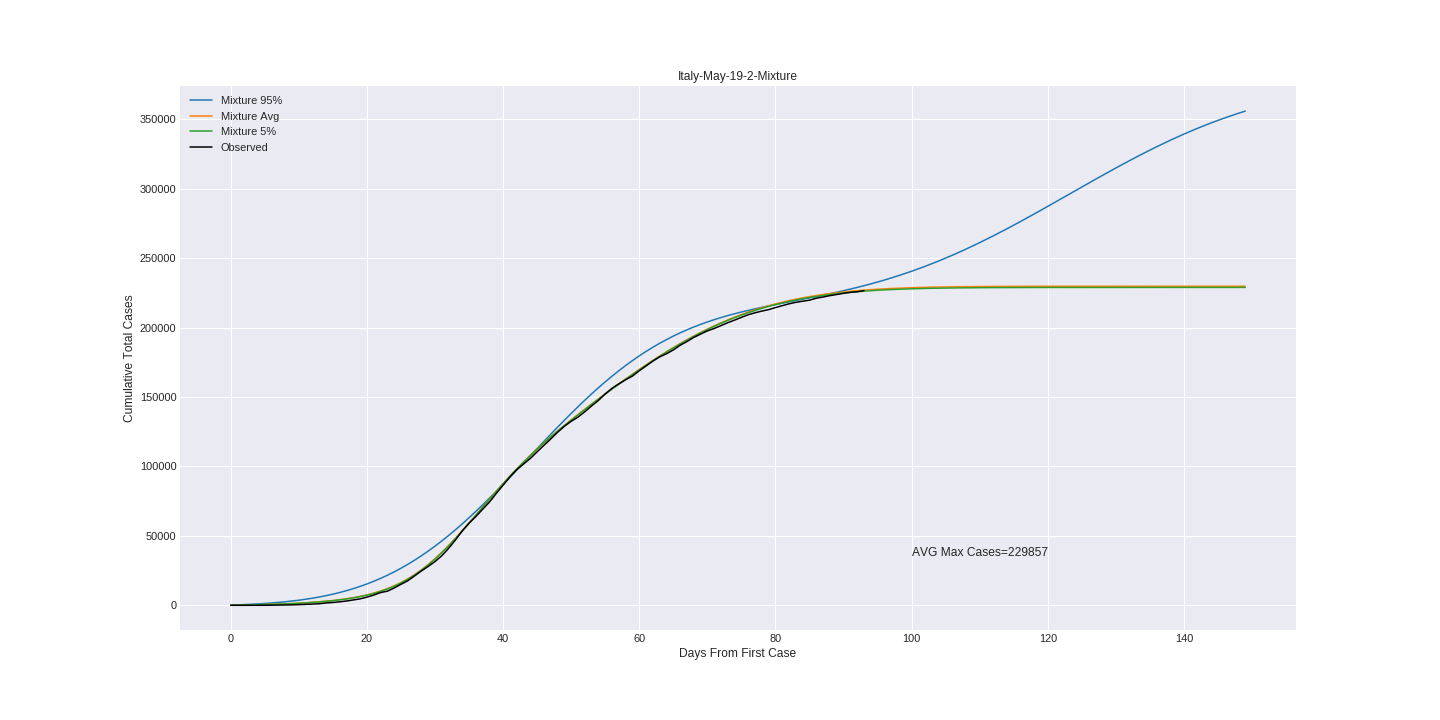 Italy-May-19-2-Mixture
Mixture 95%
Mixture Avg
Mixture 5%
Observed
350000
300000
250000
200000
150000
100000
50000
0
Cumulative Total Cases
AVG Max Cases=229857
0 20 40 60 80 100 120 140
Days From First Case